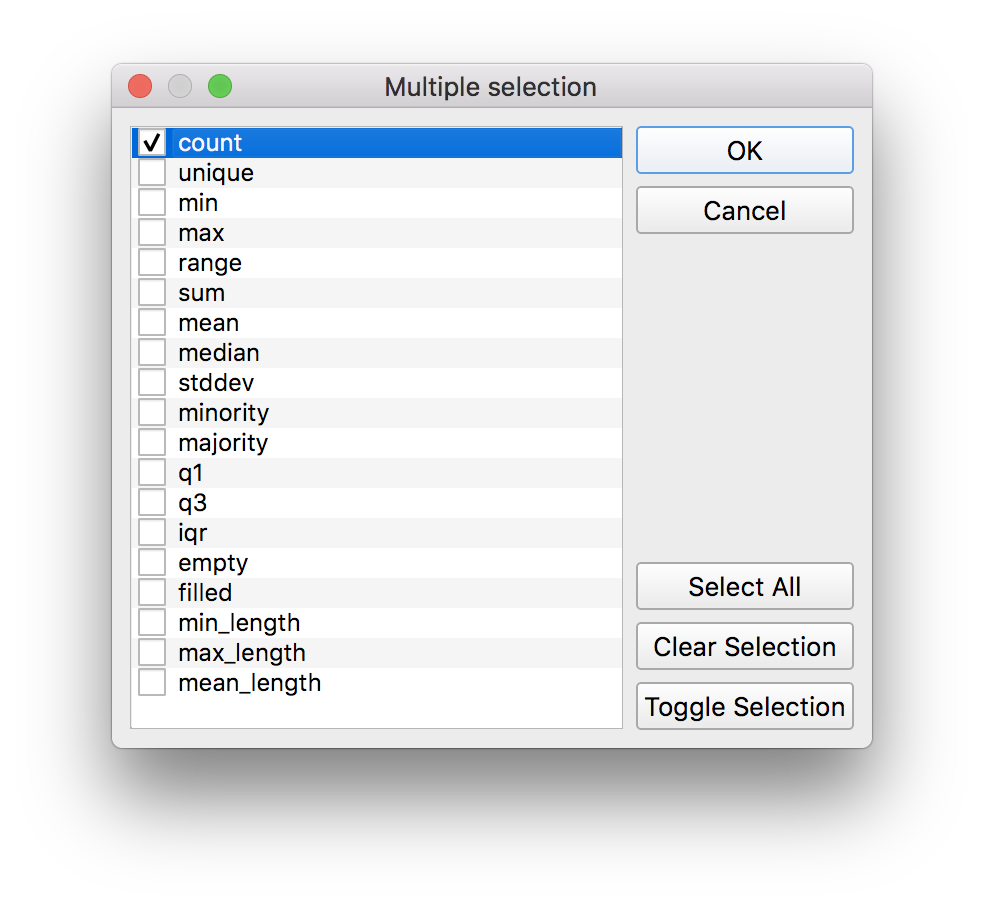 Multiple selection
count
unique
min
max
range
sum
mean
median
stddev
minority
majority
q1
q3
iqr
empty
filled
min_length
max_length
mean_length
OK
Cancel
Select All
Clear Selection
Toggle Selection